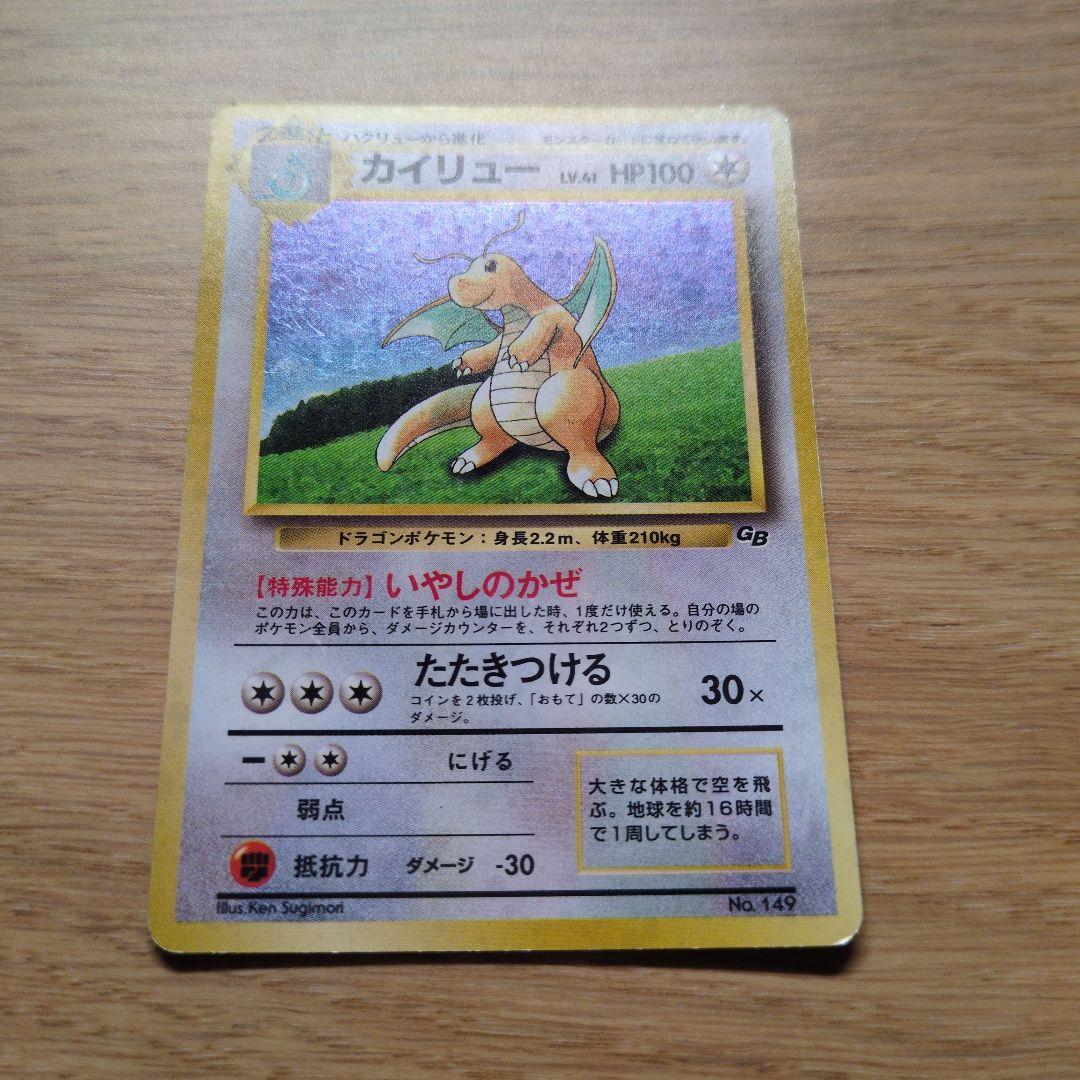 2進化
ハクリューから進化
カイリュー LV.41 HP100
ドラゴンポケモン:身長2.2m、体重210kg
GB
【特殊能力】いやしのかぜ
この力は、このカードを手札から場に出した時、1度だけ使える。自分の場の
ポケモン全員から、ダメージカウンターを、それぞれ2つずつ、とりのぞく。
たたきつける 30×
コインを2枚投げ、「おもて」の数×30の
ダメージ。
ー にげる
弱点
抵抗力 ダメージ -30
大きな体格で空を飛
ぶ。地球を約16時間
で1周してしまう。
Illus. Ken Sugimori
No. 149